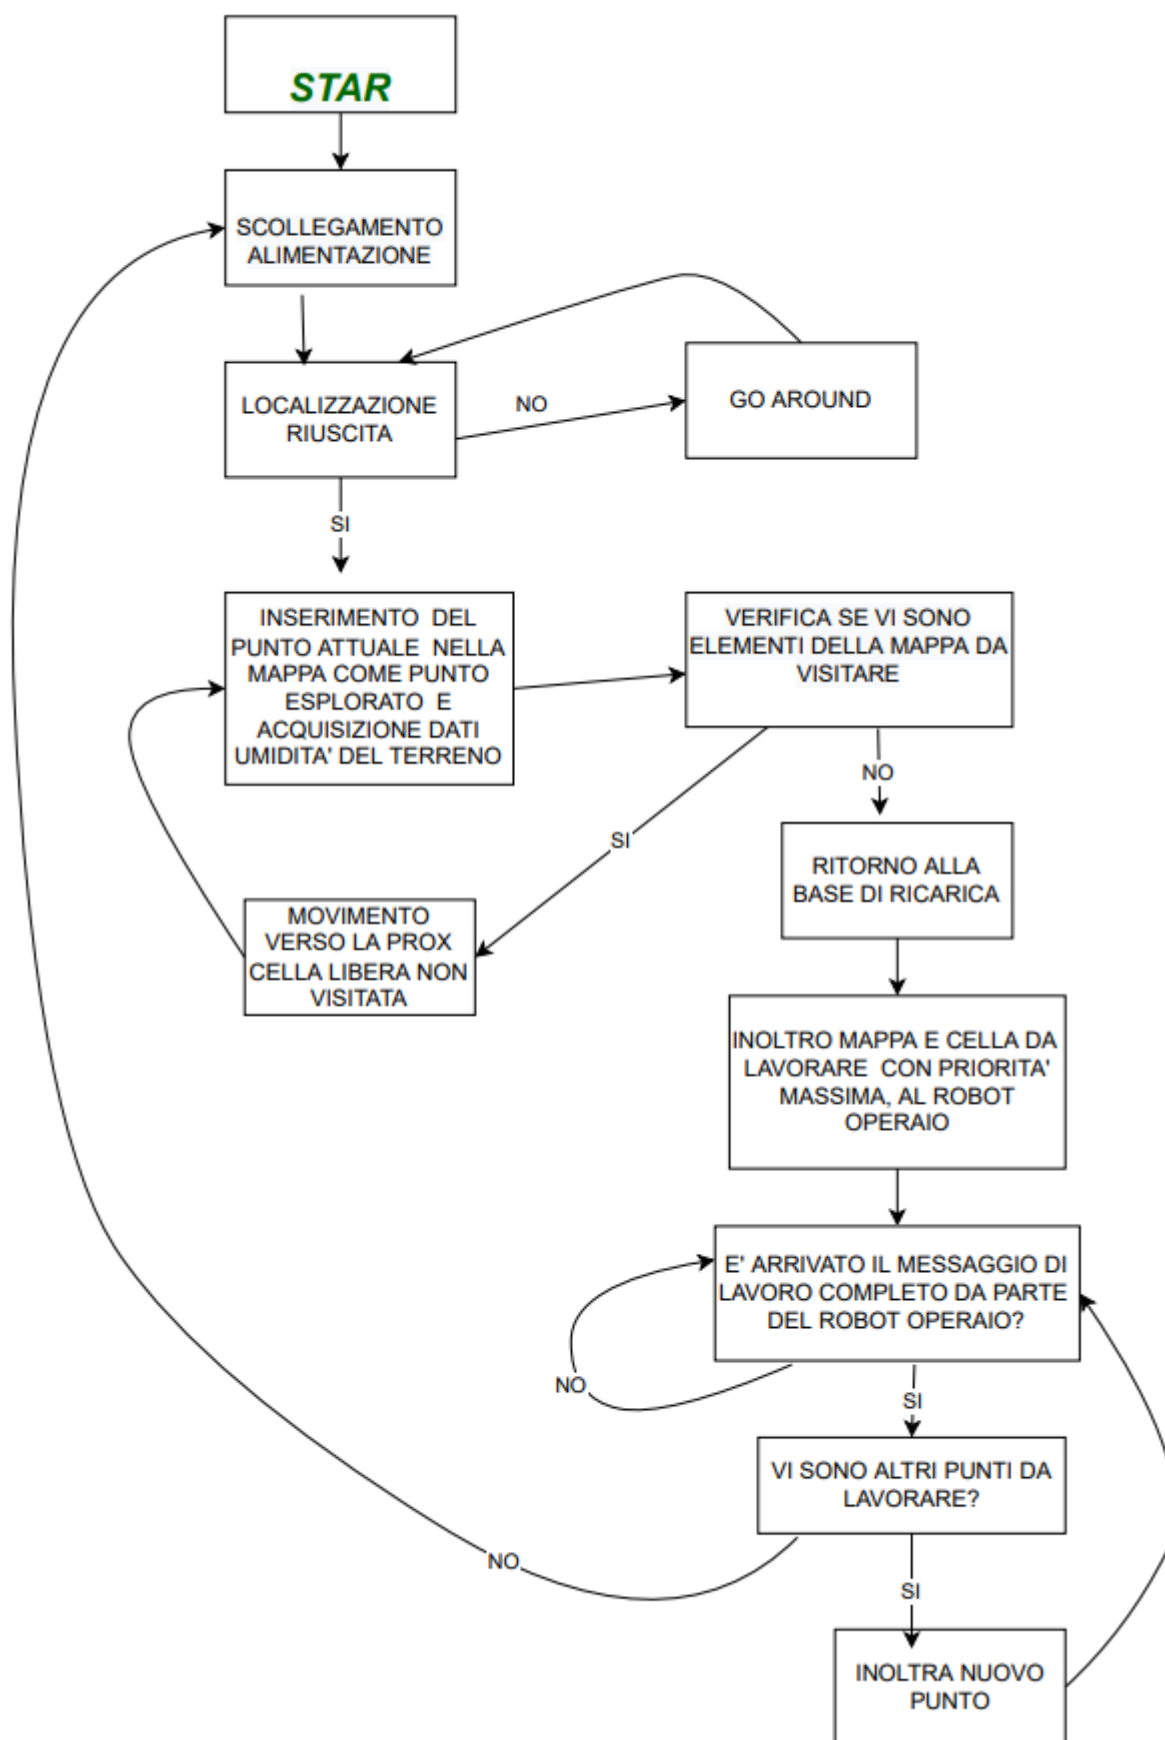 STAR
SCOLLEGAMENTO
ALIMENTAZIONE
LOCALIZZAZIONE
RIUSCITA
NO
GO AROUND
SI
INSERIMENTO DEL
PUNTO ATTUALE NELLA
MAPPA COME PUNTO
ESPLORATO E
ACQUISIZIONE DATI
UMIDITA' DEL TERRENO
VERIFICA SE VI SONO
ELEMENTI DELLA MAPPA DA
VISITARE
NO
SI
RITORNO ALLA
BASE DI RICARICA
MOVIMENTO
VERSO LA PROX
CELLA LIBERA NON
VISITATA
INOLTRO MAPPA E CELLA DA
LAVORARE CON PRIORITA'
MASSIMA, AL ROBOT
OPERAIO
E' ARRIVATO IL MESSAGGIO DI
LAVORO COMPLETO DA PARTE
DEL ROBOT OPERAIO?
NO
SI
VI SONO ALTRI PUNTI DA
LAVORARE?
NO
SI
INOLTRA NUOVO
PUNTO